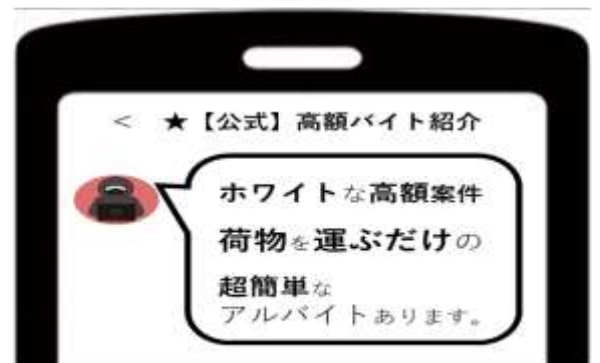 < ★【公式】高額バイト紹介
ホワイトな高額案件
荷物を運ぶだけの
超簡単な
アルバイトあります。